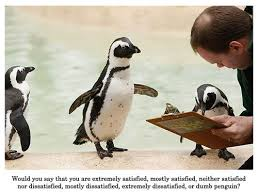 Would you say that you are extremely satisfied, mostly satisfied, neither satisfied
nor dissatisfied, mostly dissatisfied, extremely dissatisfied, or dumb penguin?